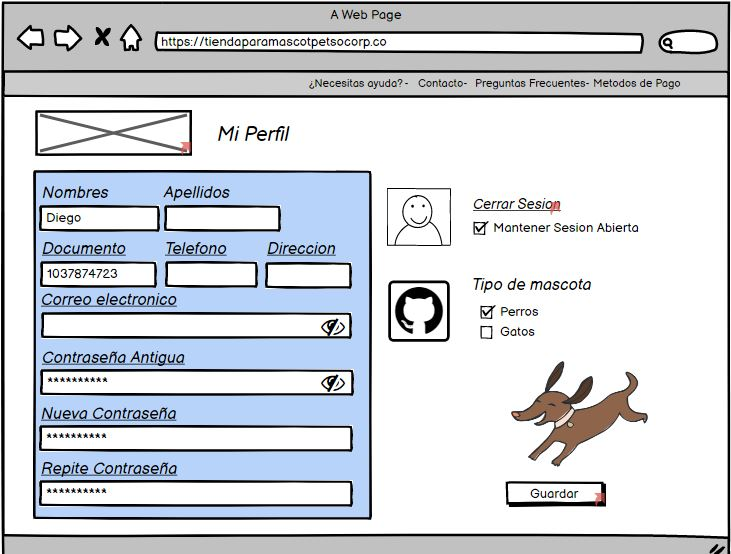 A Web Page
https://tiendaparamascotpetsocorp.co
¿Necesitas ayuda? - Contacto- Preguntas Frecuentes- Metodos de Pago
Mi Perfil
Nombres Apellidos
Diego
Documento Telefono Direccion
1037874723
Correo electronico
Contraseña Antigua
**********
Nueva Contraseña
**********
Repite Contraseña
**********
Cerrar Sesion
Mantener Sesion Abierta
Tipo de mascota
Perros
Gatos
Guardar